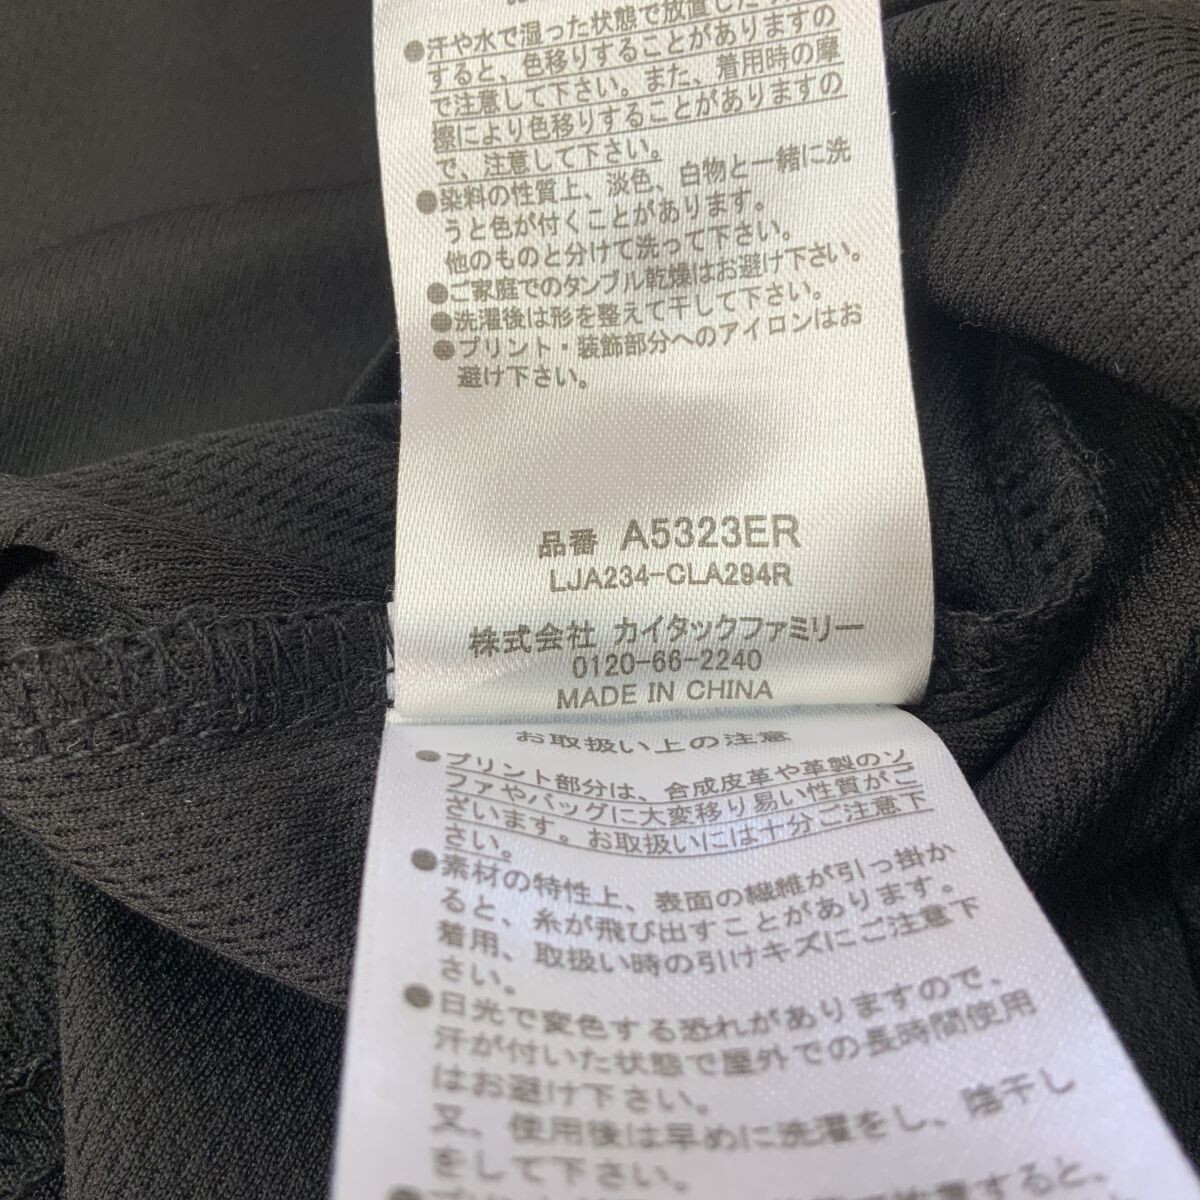 ●汗や水で湿った状態で放置したり
すると、色移りすることがありますの
で注意して下さい。また、着用時の摩
擦により色移りすることがありますの
で、注意して下さい。
●染料の性質上、淡色、白物と一緒に洗
うと色が付くことがあります。
他のものと分けて洗って下さい。
●ご家庭でのタンブル乾燥はお避け下さい。
●洗濯後は形を整えて干して下さい。
●プリント・装飾部分へのアイロンはお
避け下さい。
品番 A5323ER
LJA234-CLA294R
株式会社 カイタックファミリー
0120-66-2240
MADE IN CHINA
お取扱い上の注意
●プリント部分は、合成皮革や革製のソ
ファやバッグに大変移り易い性質がご
ざいます。お取扱いには十分ご注意下
さい。
●素材の特性上、表面の繊維が引っ掛か
ると、糸が飛び出すことがあります。
着用、取扱い時の引けキズにご注意下
さい。
●日光で変色する恐れがありますので、
汗が付いた状態で屋外での長時間使用
はお避け下さい。
又、使用後は早めに洗濯をし、陰干し
をして下さい。